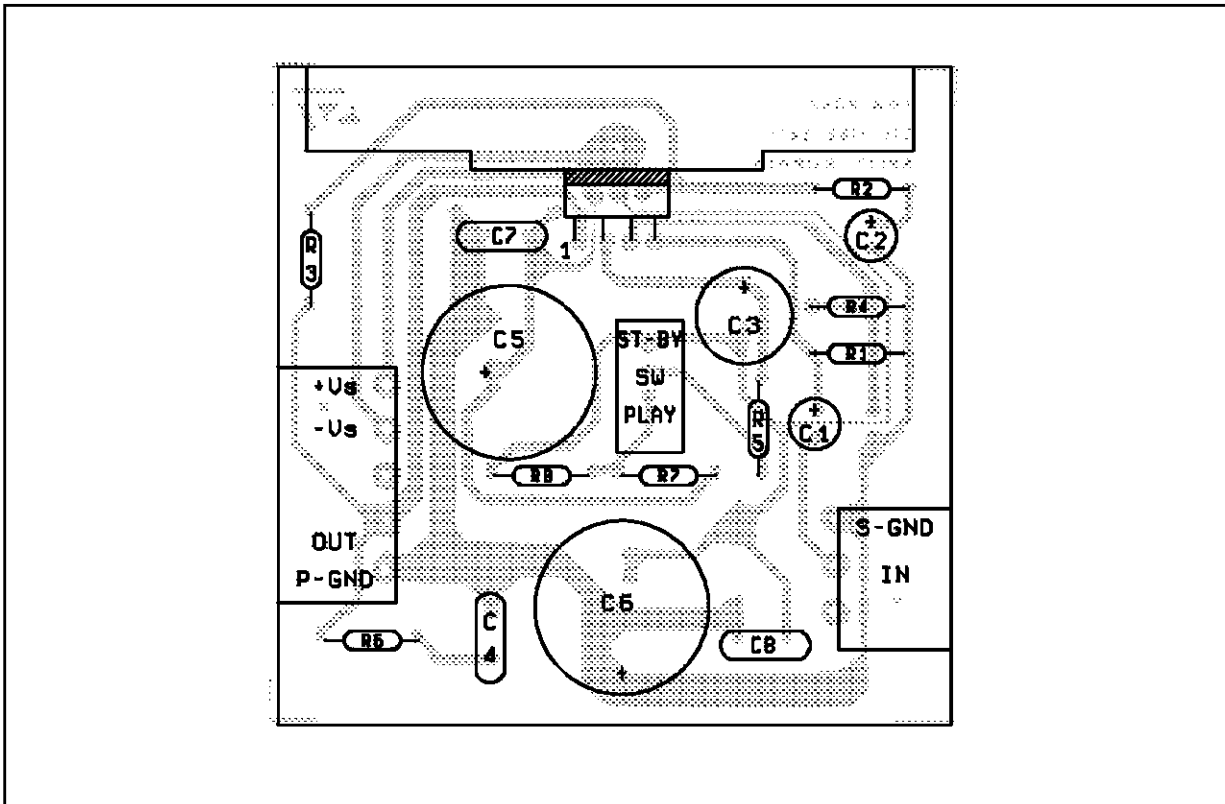 R2
C2
R
3
C7
1
+
C5
+
ST-BY
SW
PLAY
+
C3
R4
R1
+
C1
R
5
+Vs
-Vs
OUT
P-GND
R8
R7
S-GND
IN
C6
+
C
4
R6
C8